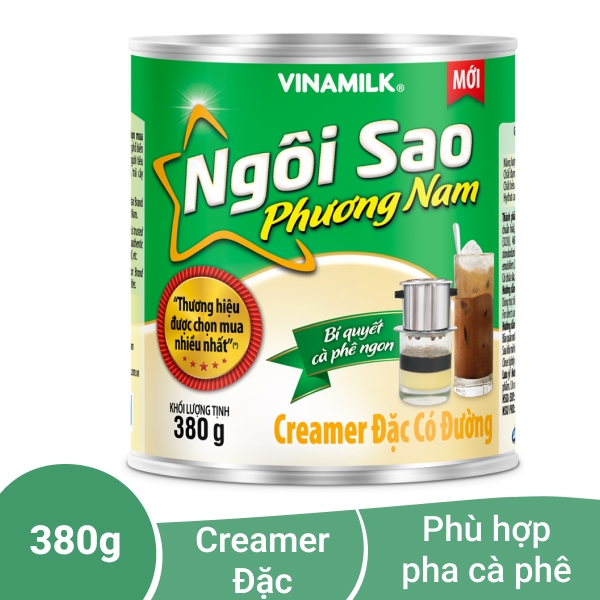 VINAMILK®
MỚI
Ngôi Sao
Phương Nam
"Thương hiệu
được chọn mua
nhiều nhất"(*)
Bí quyết
cà phê ngon
KHỐI LƯỢNG TỊNH
380 g
Creamer Đặc Có Đường
380g
Creamer
Đặc
Phù hợp
pha cà phê